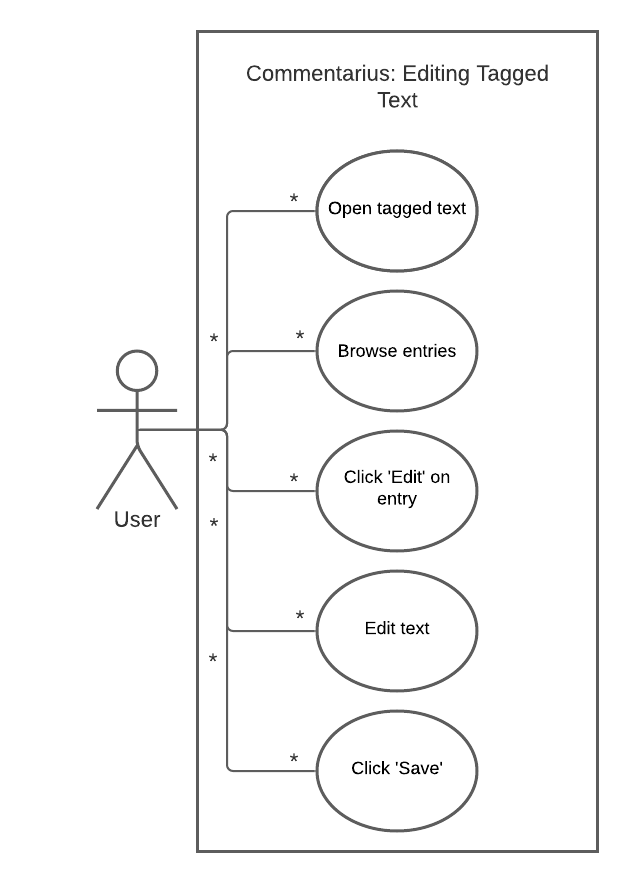 Commentarius: Editing Tagged
Text
*
Open tagged text
*
*
Browse entries
*
*
Click 'Edit' on
entry
*
User
*
Edit text
*
*
Click 'Save'